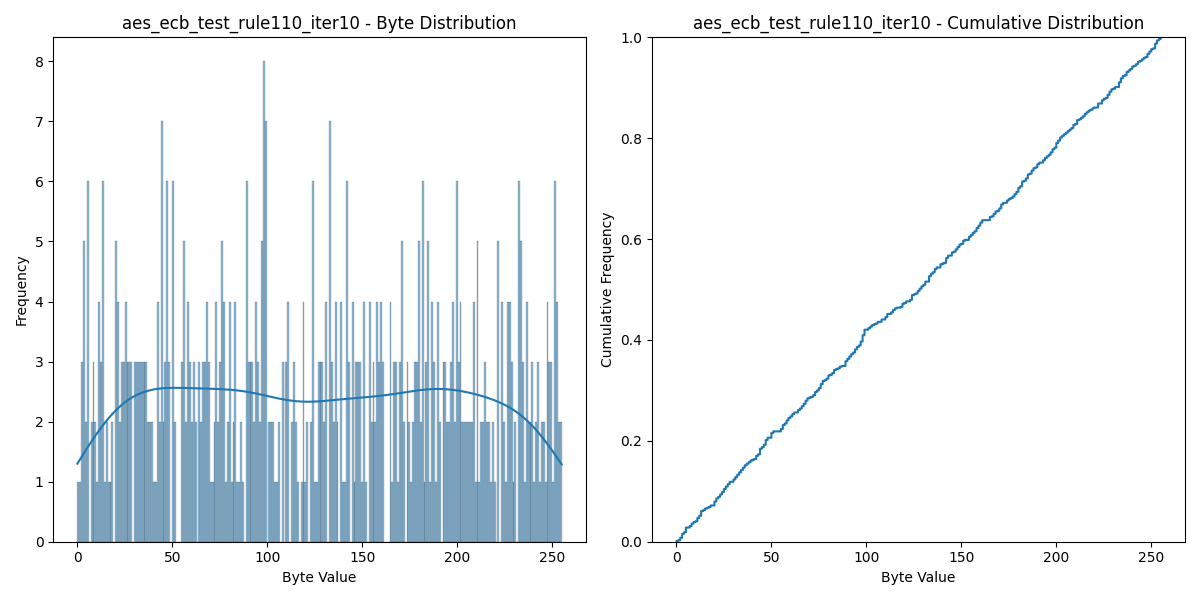 aes_ecb_test_rule110_iter10 - Byte Distribution
Frequency
8
7
6
5
4
3
2
1
0
0 50 100 150 200 250
Byte Value
aes_ecb_test_rule110_iter10 - Cumulative Distribution
Cumulative Frequency
1.0
0.8
0.6
0.4
0.2
0.0
0 50 100 150 200 250
Byte Value